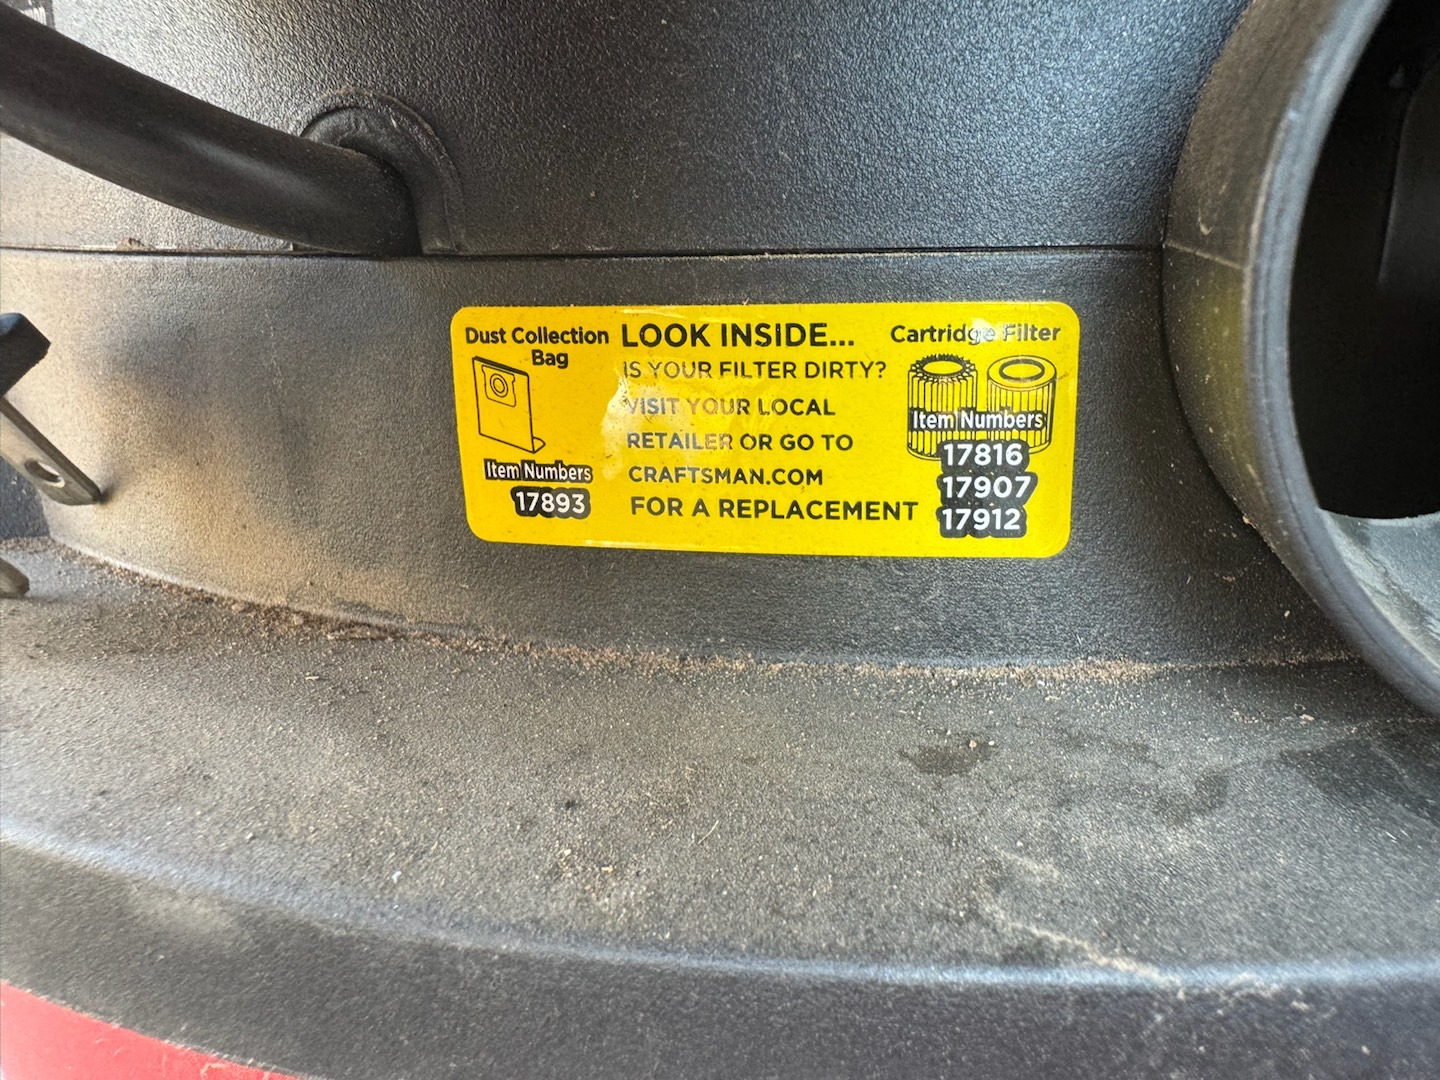 Dust Collection
Bag
Item Numbers
17893
LOOK INSIDE...
IS YOUR FILTER DIRTY?
VISIT YOUR LOCAL
RETAILER OR GO TO
CRAFTSMAN.COM
FOR A REPLACEMENT
Cartridge Filter
Item Numbers
17816
17907
17912